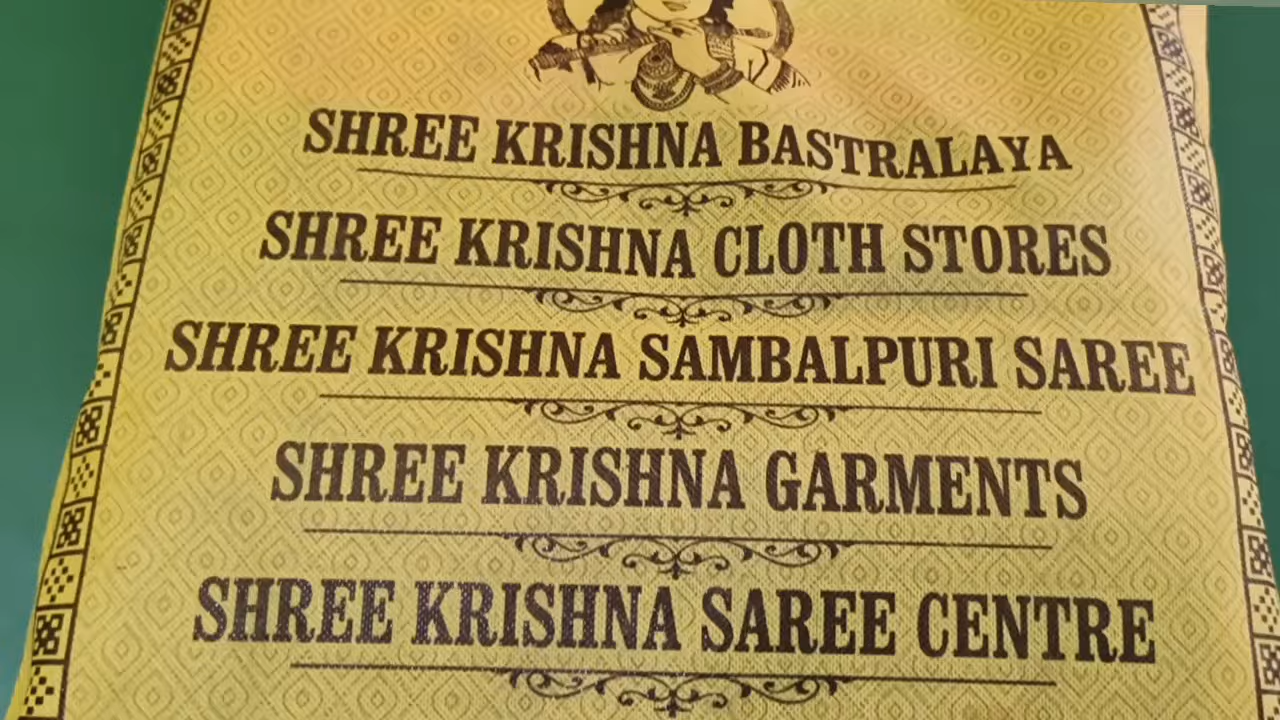 SHREE KRISHNA BASTRALAYA
SHREE KRISHNA CLOTH STORES
SHREE KRISHNA SAMBALPURI SAREE
SHREE KRISHNA GARMENTS
SHREE KRISHNA SAREE CENTRE